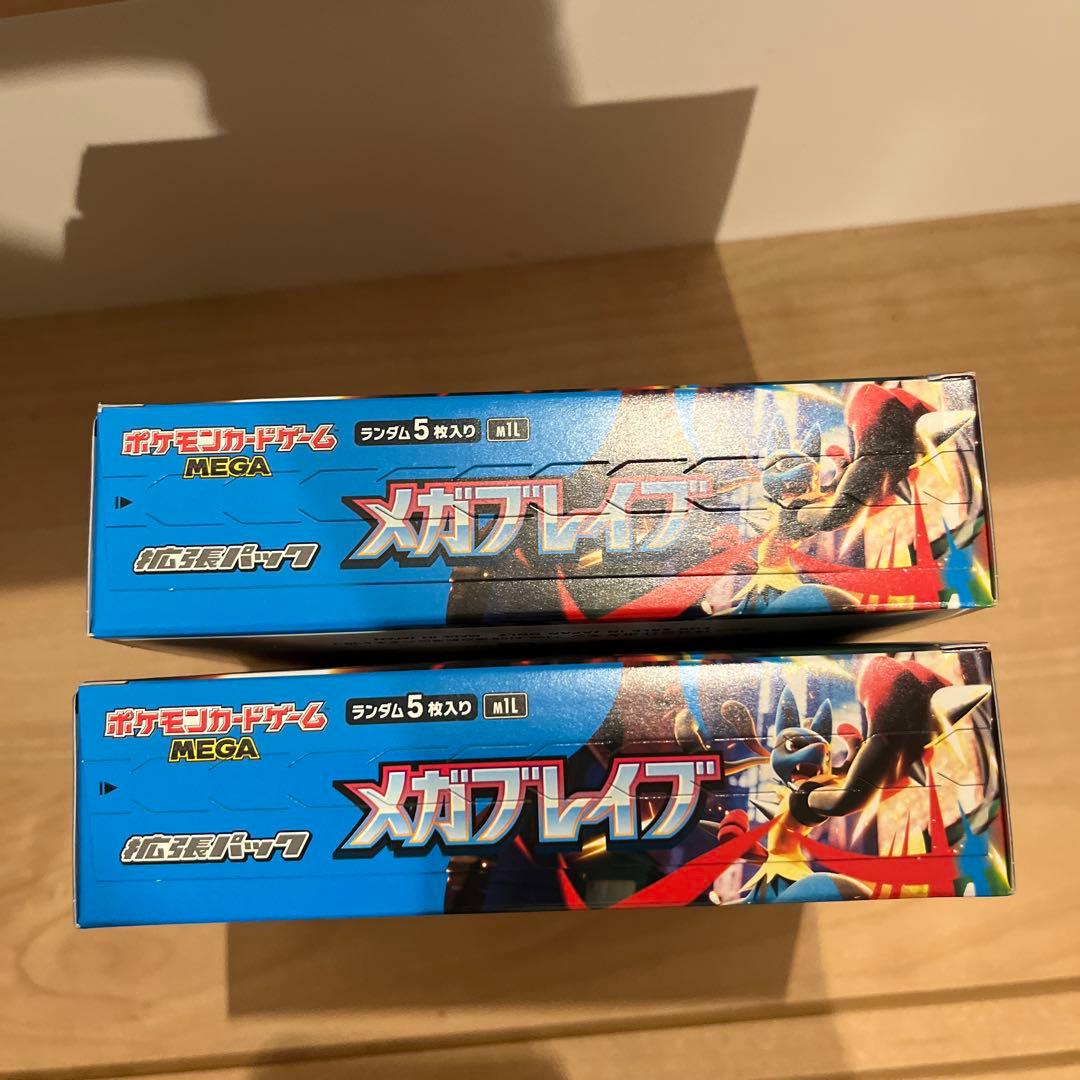 ポケモンカードゲーム
MEGA
ランダム5枚入り
M1L
メガブレイブ
拡張パック
ポケモンカードゲーム
MEGA
ランダム5枚入り
M1L
メガブレイブ
拡張パック